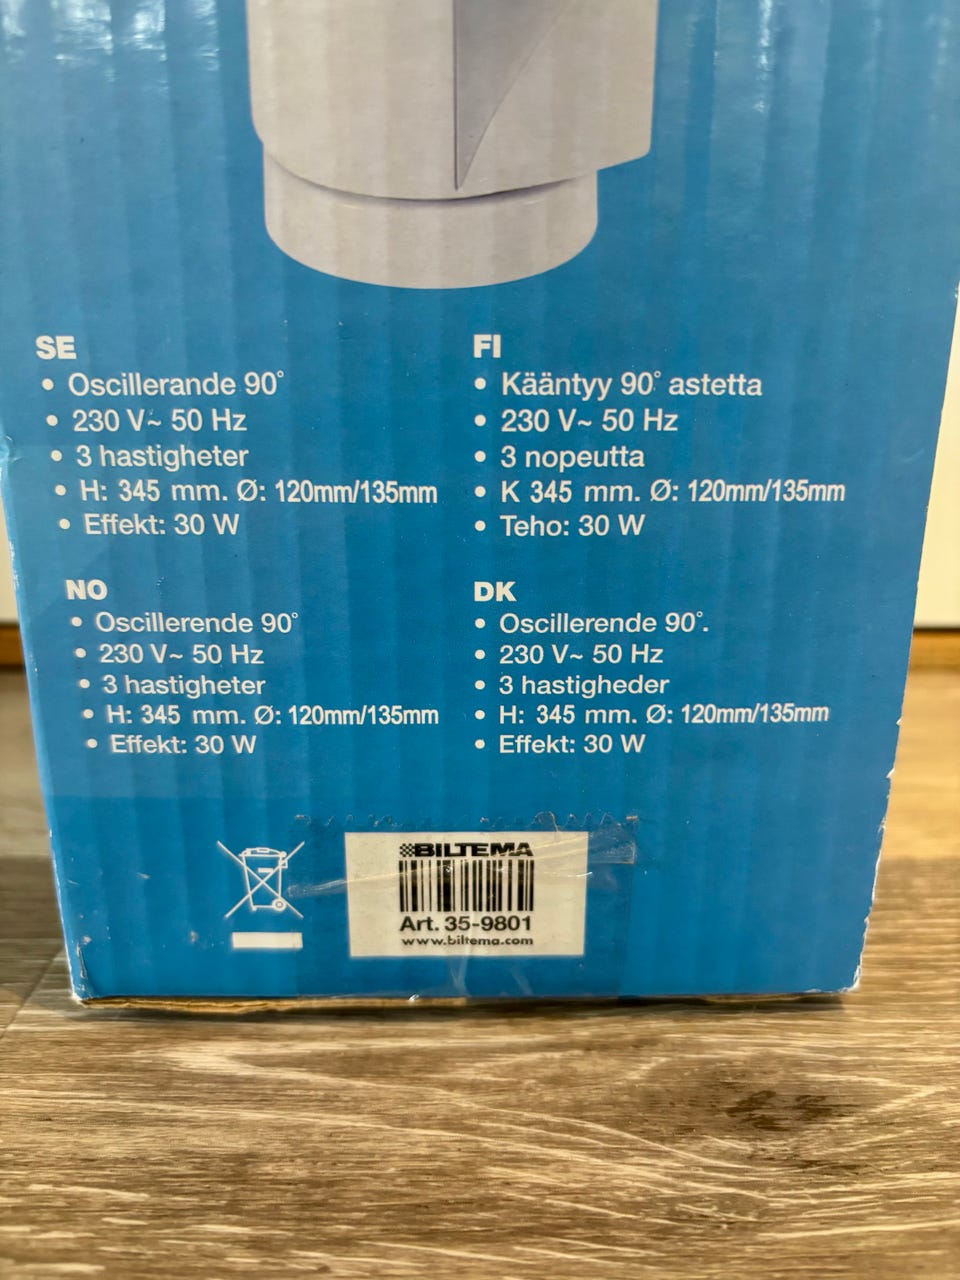 SE
• Oscillerande 90°
• 230 V~ 50 Hz
• 3 hastigheter
• H: 345 mm. Ø: 120mm/135mm
• Effekt: 30 W
FI
• Kääntyy 90° astetta
• 230 V~ 50 Hz
• 3 nopeutta
• K 345 mm. Ø: 120mm/135mm
• Teho: 30 W
NO
• Oscillerende 90°
• 230 V~ 50 Hz
• 3 hastigheter
• H: 345 mm. Ø: 120mm/135mm
• Effekt: 30 W
DK
• Oscillerende 90°.
• 230 V~ 50 Hz
• 3 hastigheder
• H: 345 mm. Ø: 120mm/135mm
• Effekt: 30 W
BILTEMA
Art. 35-9801
www.biltema.com